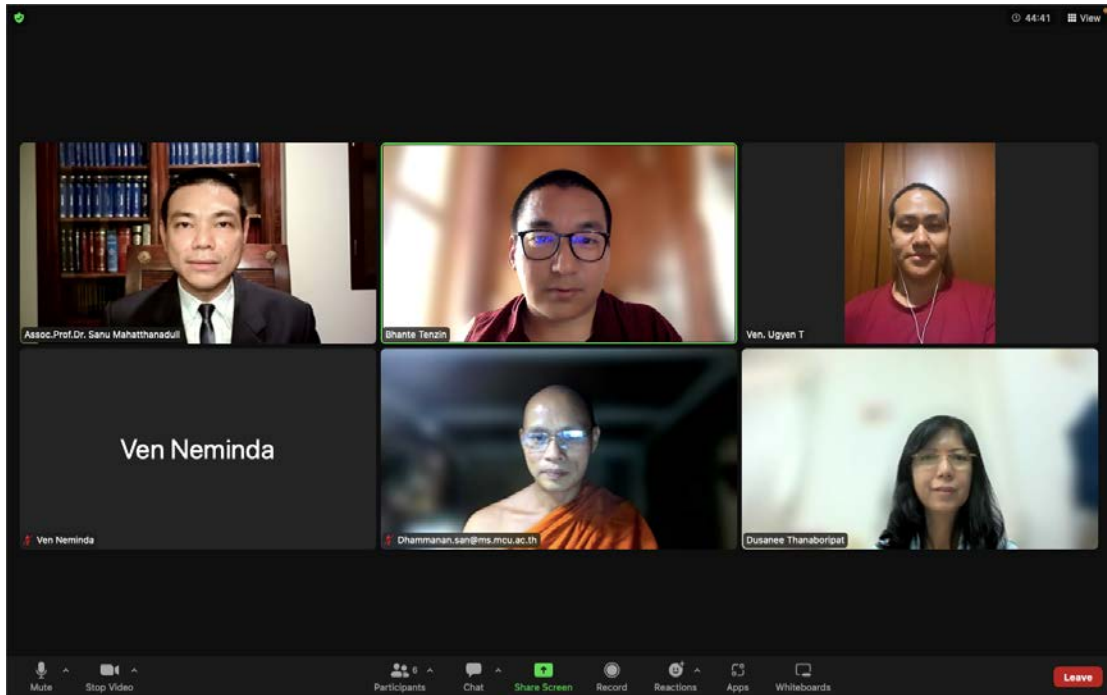 44:41 View
Assoc.Prof.Dr. Sanu Mahatthanadull
Bhante Tenzin
Ven. Ugyen T
Ven Neminda
Ven Neminda
Dhammanan.san@ms.mcu.ac.th
Dusanee Thanaboripat
Mute
Stop Video
Participants
6
Chat
Share Screen
Record
Reactions
Apps
Whiteboards
Leave